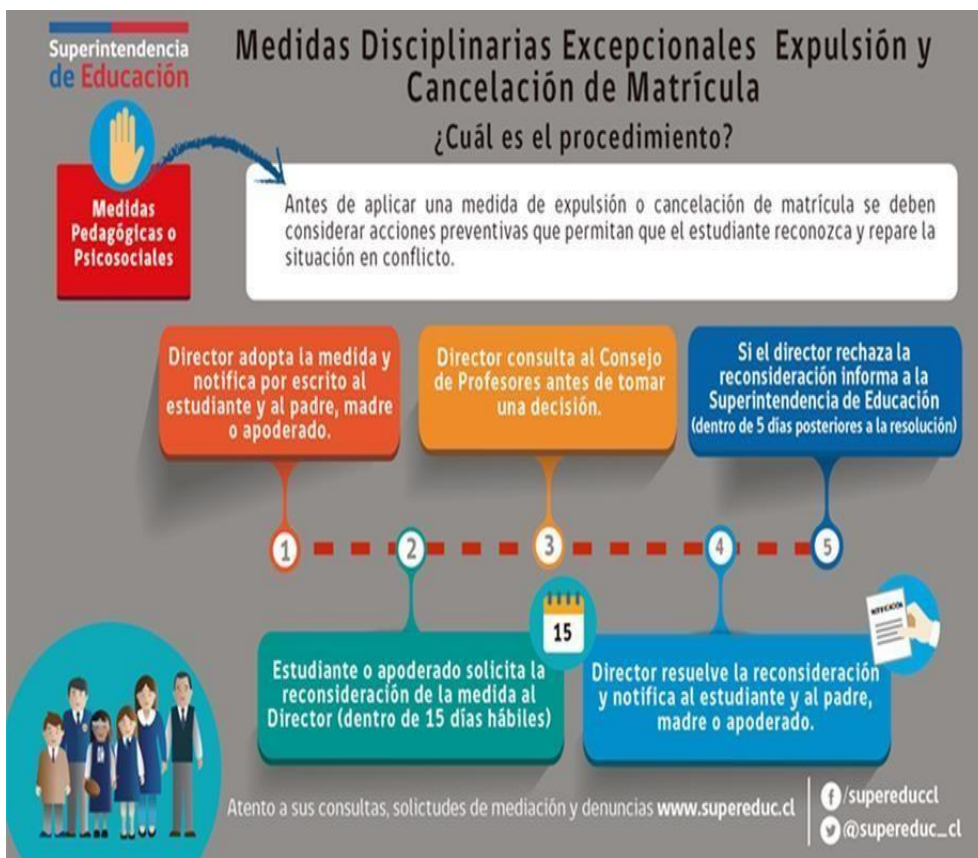 Superintendencia
de Educación
Medidas Disciplinarias Excepcionales Expulsión y
Cancelación de Matrícula
¿Cuál es el procedimiento?
Medidas
Pedagógicas o
Psicosociales
Antes de aplicar una medida de expulsión o cancelación de matrícula se deben
considerar acciones preventivas que permitan que el estudiante reconozca y repare la
situación en conflicto.
Director adopta la medida y
notifica por escrito al
estudiante y al padre, madre
o apoderado.
Director consulta al Consejo
de Profesores antes de tomar
una decisión.
Si el director rechaza la
reconsideración informa a la
Superintendencia de Educación
(dentro de 5 días posteriores a la resolución)
1
2
3
4
5
15
NOTIFICACIÓN
Estudiante o apoderado solicita la
reconsideración de la medida al
Director (dentro de 15 días hábiles)
Director resuelve la reconsideración
y notifica al estudiante y al padre,
madre o apoderado.
Atento a sus consultas, solictudes de mediación y denuncias www.supereduc.cl
/supereduccl
@supereduc_cl